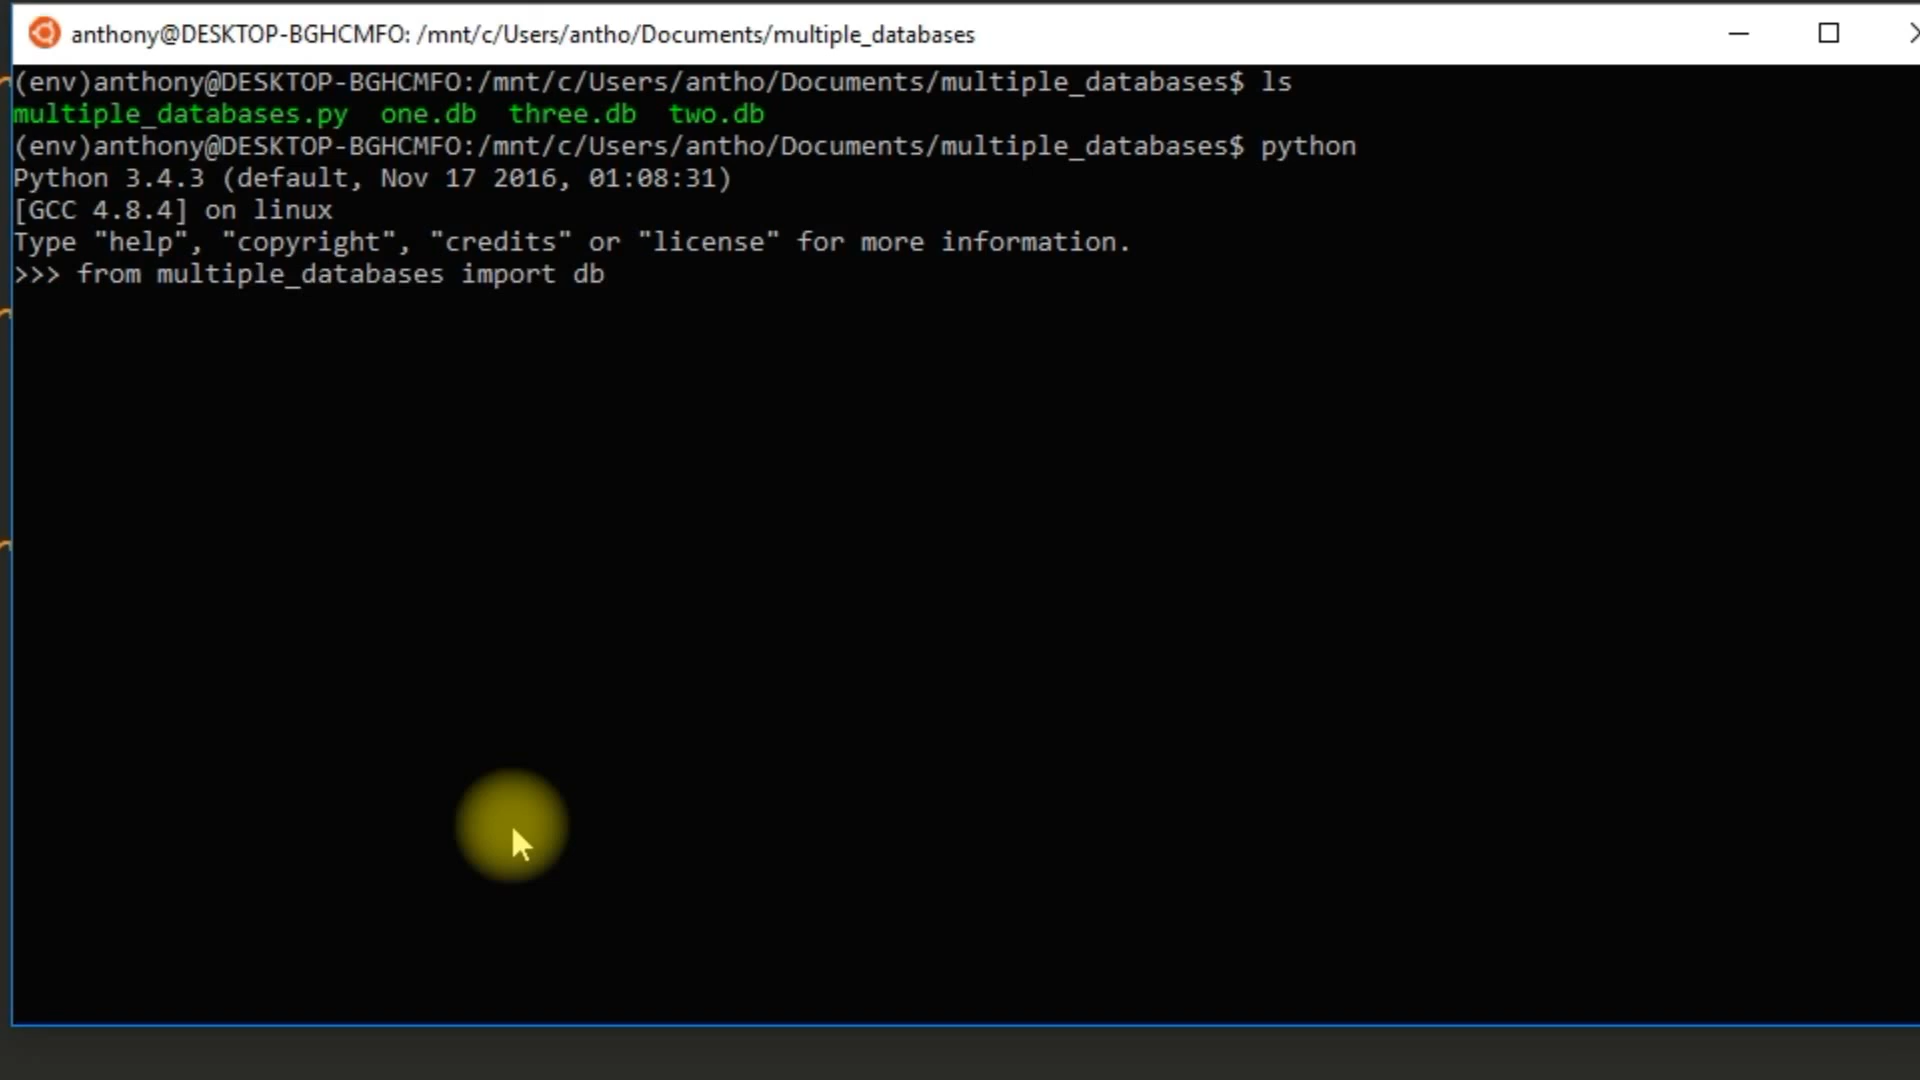 anthony@DESKTOP-BGHCMFO: /mnt/c/Users/antho/Documents/multiple_databases
(env)anthony@DESKTOP-BGHCMFO:/mnt/c/Users/antho/Documents/multiple_databases$ ls
multiple_databases.py  one.db  three.db  two.db
(env)anthony@DESKTOP-BGHCMFO:/mnt/c/Users/antho/Documents/multiple_databases$ python
Python 3.4.3 (default, Nov 17 2016, 01:08:31)
[GCC 4.8.4] on linux
Type "help", "copyright", "credits" or "license" for more information.
>>> from multiple_databases import db